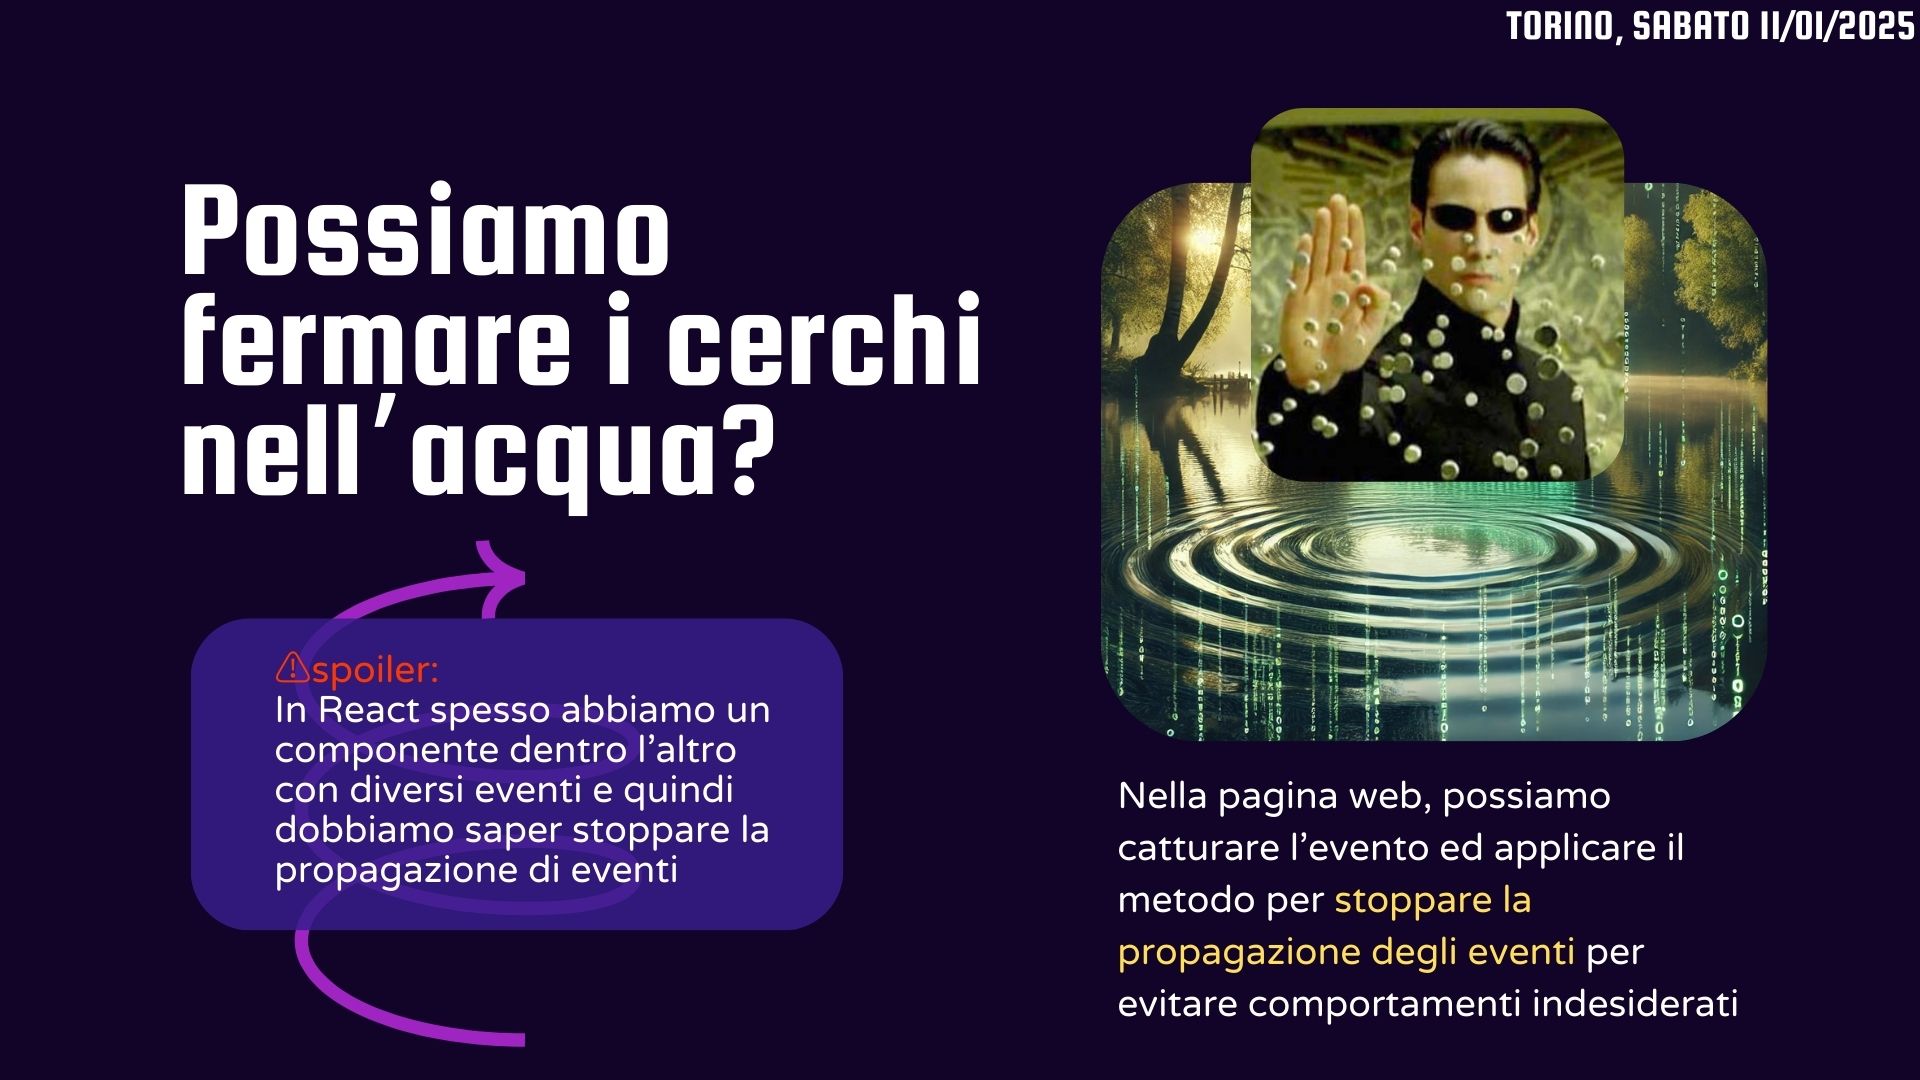 TORINO, SABATO 11/01/2025
Possiamo
fermare i cerchi
nell'acqua?
⚠spoiler:
In React spesso abbiamo un
componente dentro l'altro
con diversi eventi e quindi
dobbiamo saper stoppare la
propagazione di eventi
Nella pagina web, possiamo
catturare l'evento ed applicare il
metodo per stoppare la
propagazione degli eventi per
evitare comportamenti indesiderati